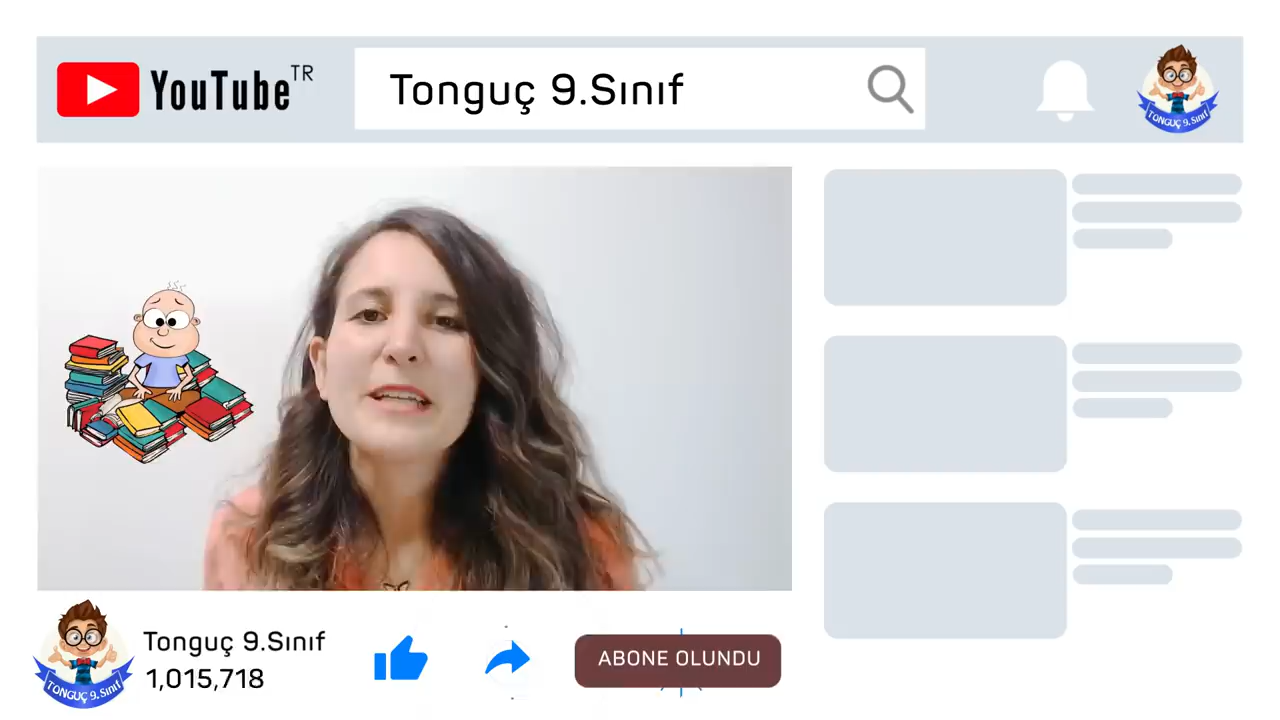 YouTube TR
Tonguç 9.Sınıf
TONGUÇ 9.Sınıf
Tonguç 9.Sınıf
1,015,718
TONGUÇ 9.Sınıf
ABONE OLUNDU